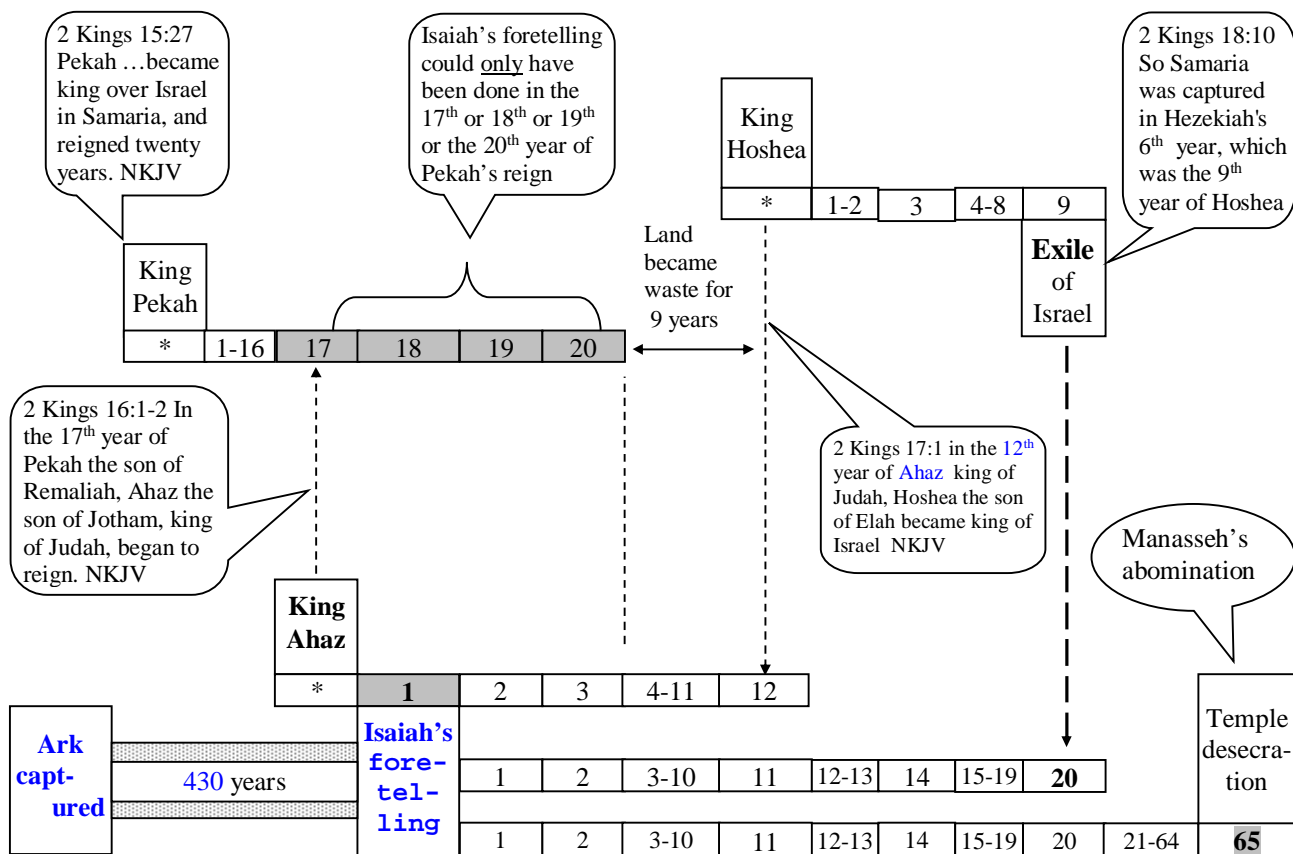 2 Kings 15:27
Pekah …became
king over Israel
in Samaria, and
reigned twenty
years. NKJV
Isaiah's foretelling
could only have
been done in the
17th or 18th or 19th
or the 20th year of
Pekah's reign
King
Hoshea
* 1-2 3 4-8 9
2 Kings 18:10
So Samaria
was captured
in Hezekiah's
6th year, which
was the 9th
year of Hoshea
Exile
of
Israel
Land
became
waste for
9 years
King
Pekah
* 1-16 17 18 19 20
2 Kings 16:1-2 In
the 17th year of
Pekah the son of
Remaliah, Ahaz the
son of Jotham, king
of Judah, began to
reign. NKJV
2 Kings 17:1 in the 12th
year of Ahaz king of
Judah, Hoshea the son
of Elah became king of
Israel NKJV
Manasseh's
abomination
King
Ahaz
* 1 2 3 4-11 12
Ark
capt-
ured
430 years
Isaiah's
fore-
tel-
ling
1 2 3-10 11 12-13 14 15-19 20
Temple
desecra-
tion
1 2 3-10 11 12-13 14 15-19 20 21-64 65